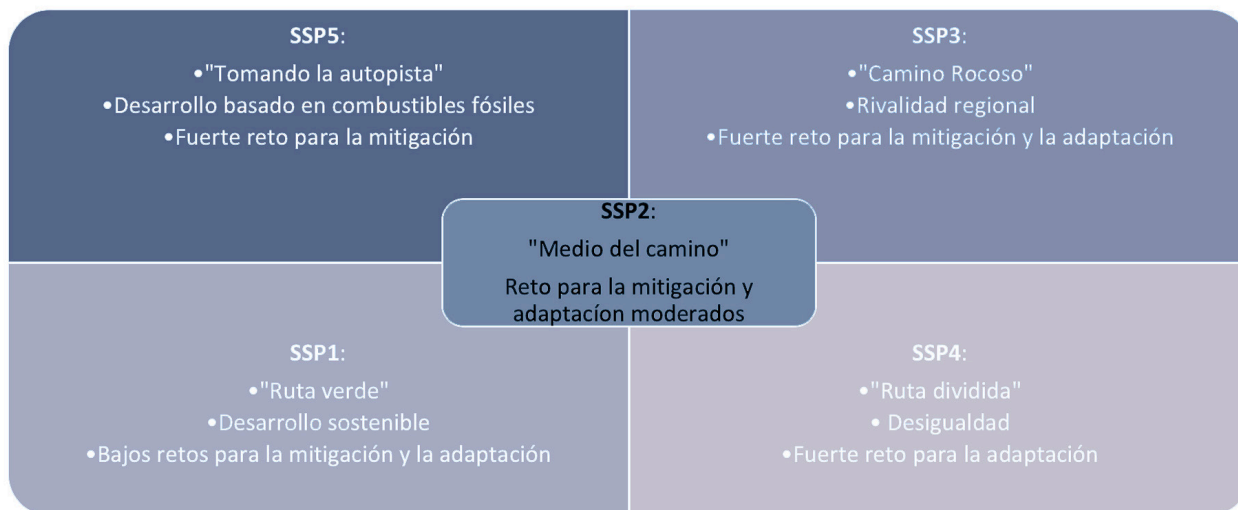 SSP5:
•"Tomando la autopista"
•Desarrollo basado en combustibles fósiles
•Fuerte reto para la mitigación
SSP3:
•"Camino Rocoso"
•Rivalidad regional
•Fuerte reto para la mitigación y la adaptación
SSP2:
"Medio del camino"
Reto para la mitigación y
adaptacíon moderados
SSP1:
•"Ruta verde"
•Desarrollo sostenible
•Bajos retos para la mitigación y la adaptación
SSP4:
•"Ruta dividida"
• Desigualdad
•Fuerte reto para la adaptación